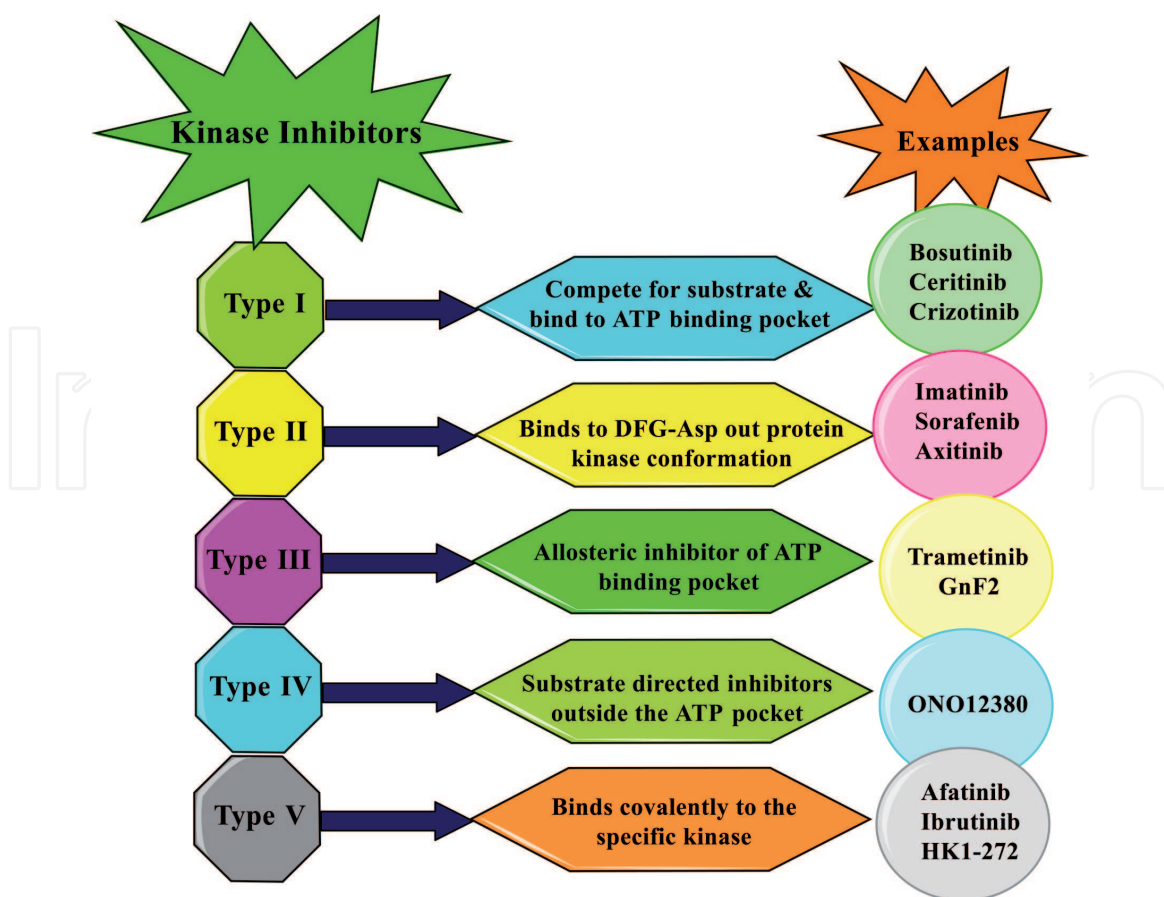 Kinase Inhibitors
Examples
Type I
Compete for substrate &
bind to ATP binding pocket
Bosutinib
Ceritinib
Crizotinib
Type II
Binds to DFG-Asp out protein
kinase conformation
Imatinib
Sorafenib
Axitinib
Type III
Allosteric inhibitor of ATP
binding pocket
Trametinib
GnF2
Type IV
Substrate directed inhibitors
outside the ATP pocket
ONO12380
Type V
Binds covalently to the
specific kinase
Afatinib
Ibrutinib
HK1-272